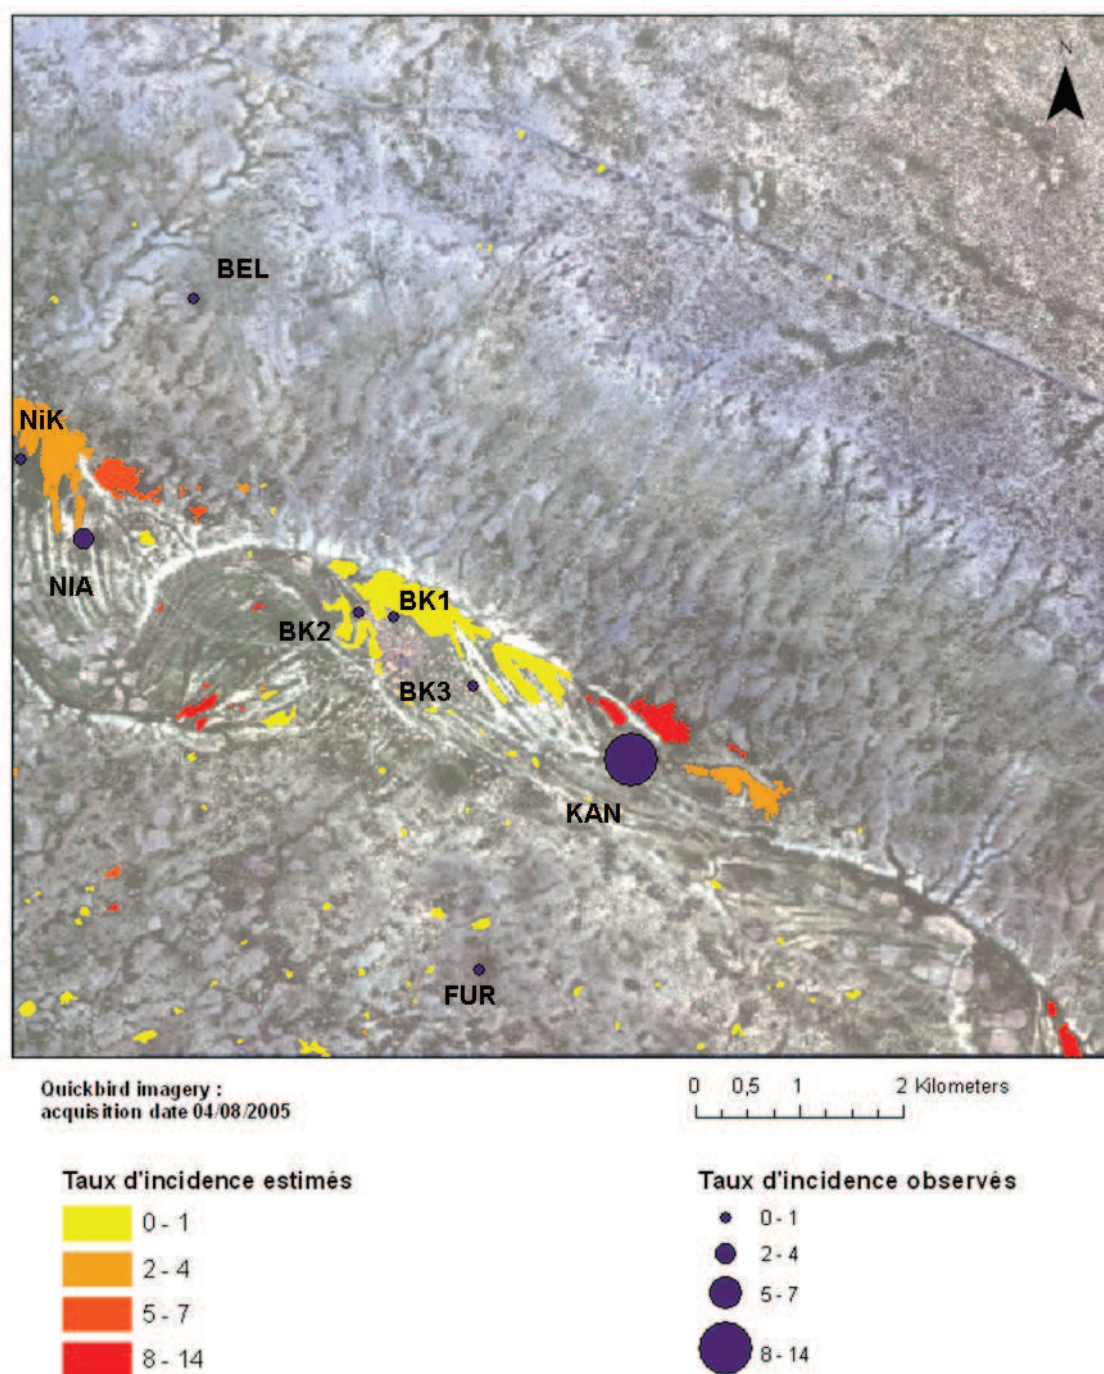 N
BEL
NiK
NIA
BK1
BK2
BK3
KAN
FUR
Quickbird imagery :
acquisition date 04/08/2005
0 0,5 1 2 Kilometers
Taux d'incidence estimés
0 - 1
2 - 4
5 - 7
8 - 14
Taux d'incidence observés
0 - 1
2 - 4
5 - 7
8 - 14